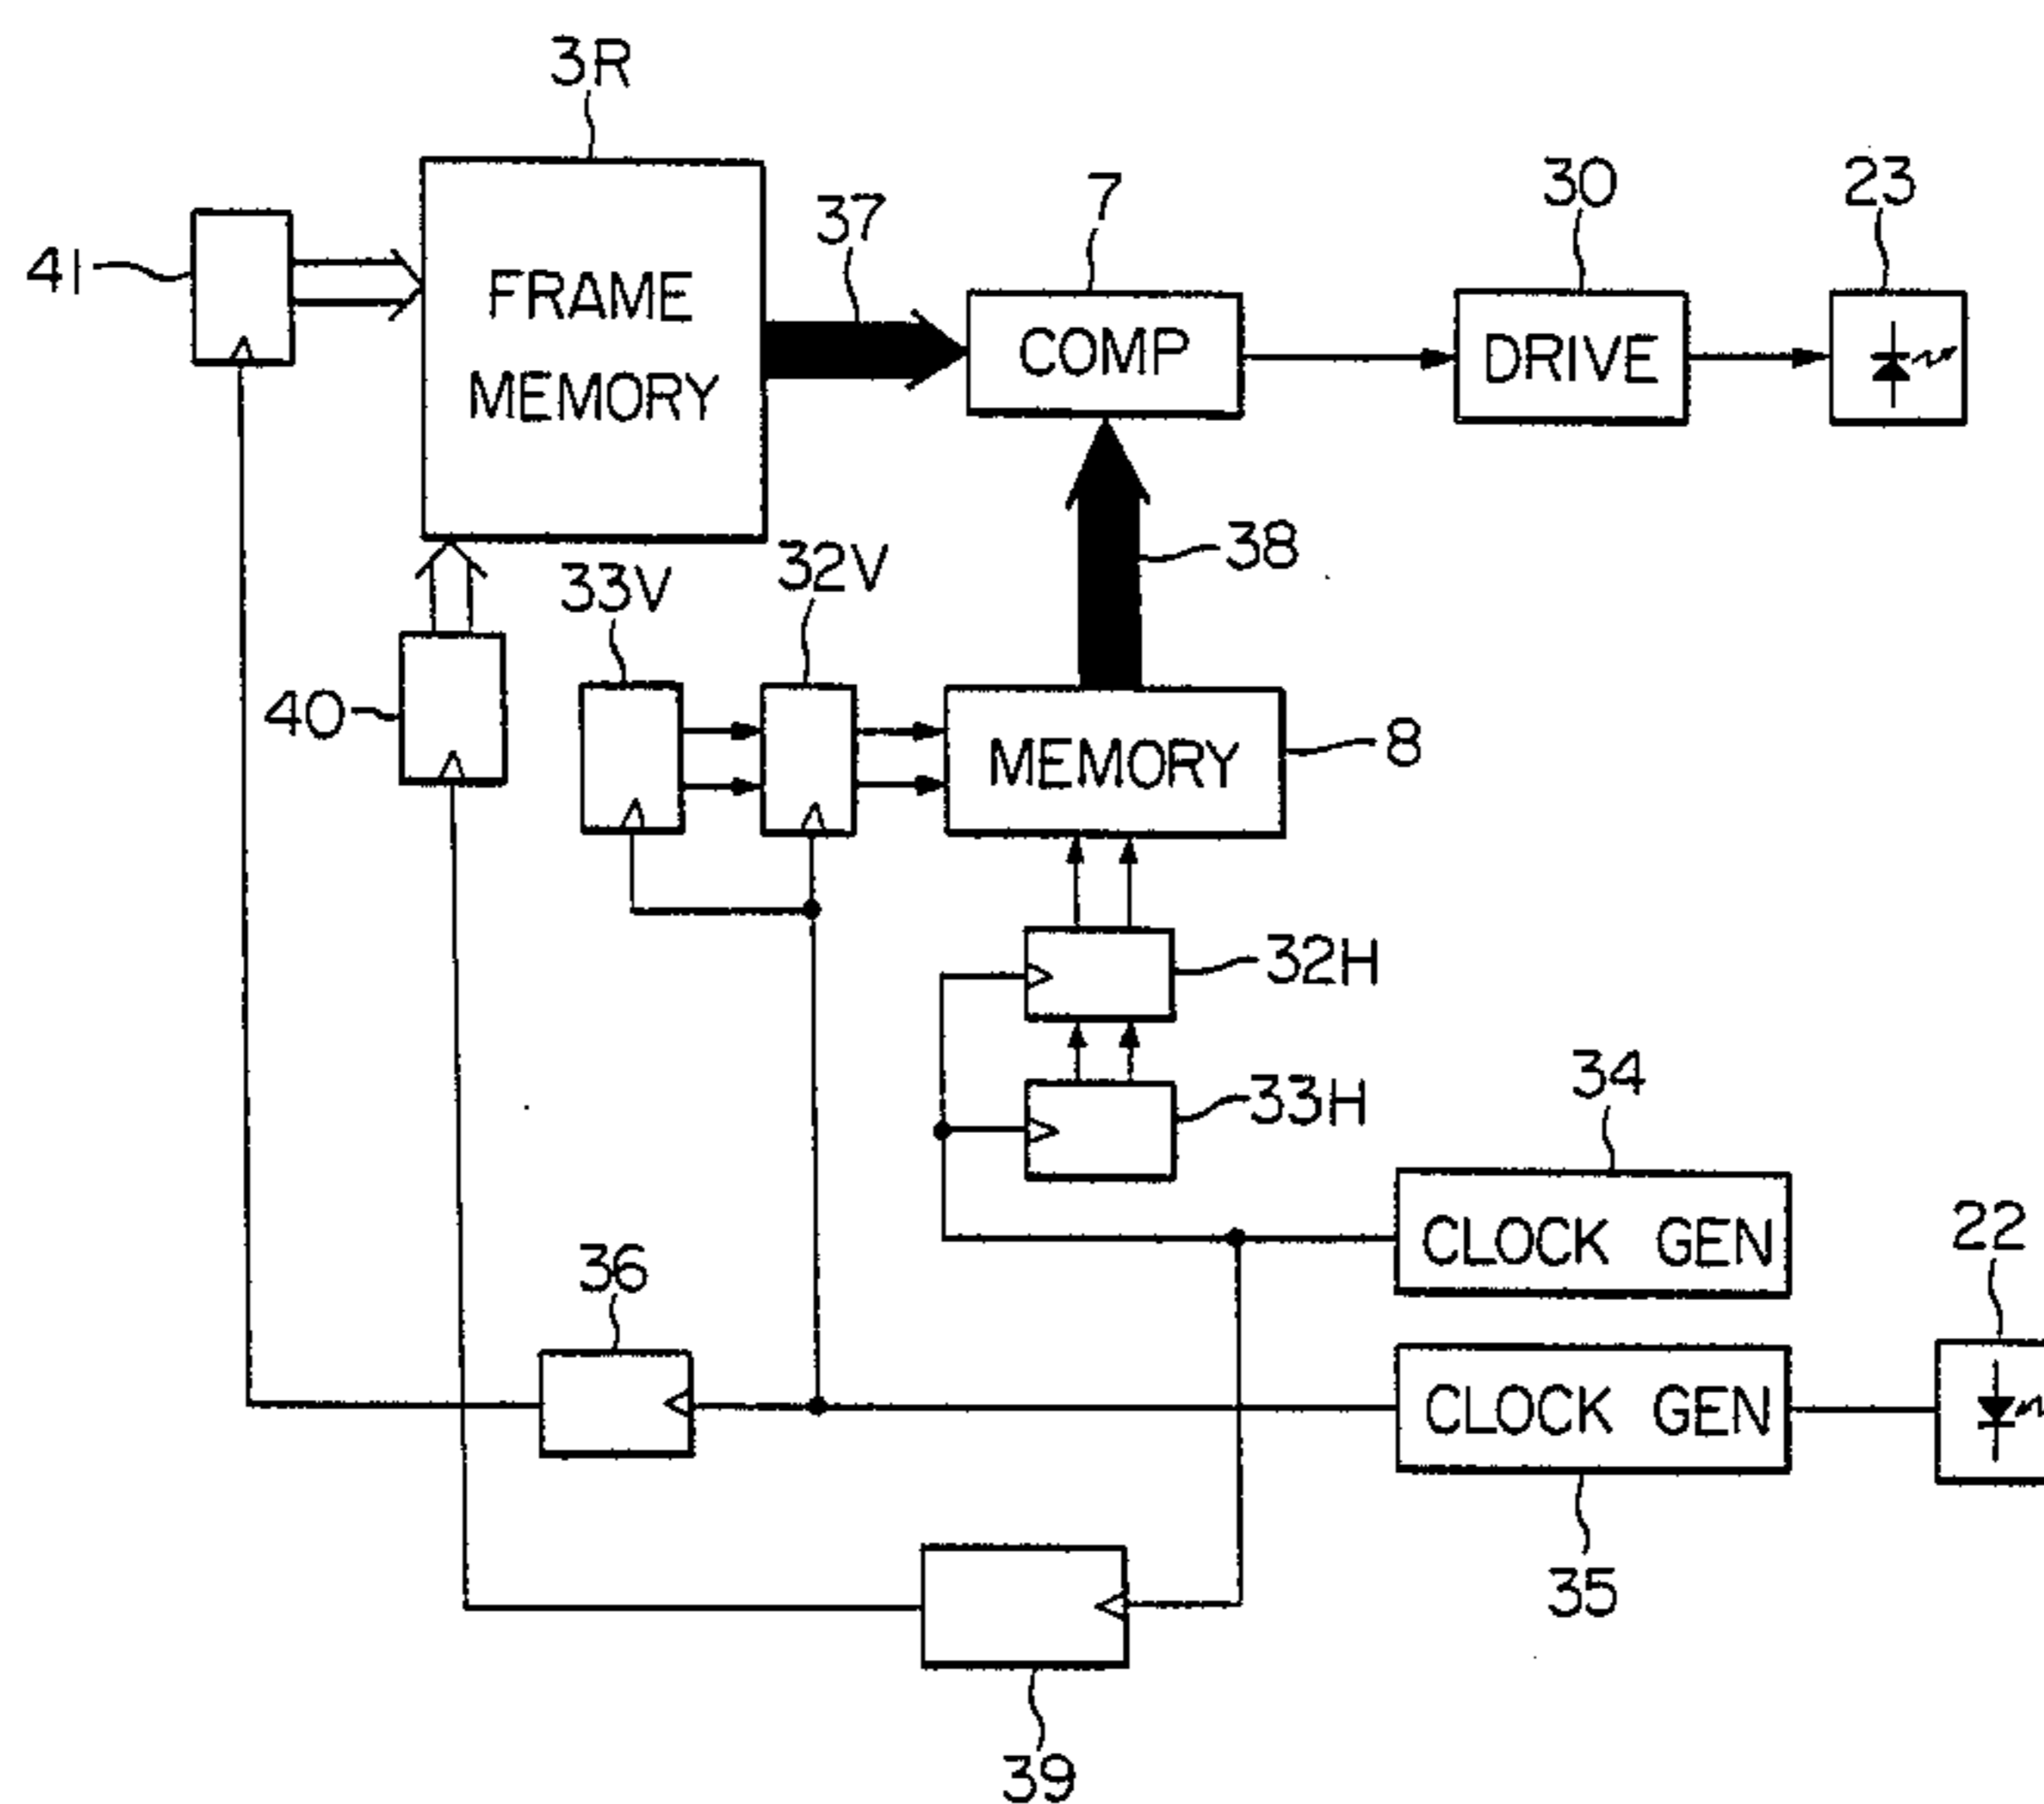 3R
37
7
30
23
41
FRAME
MEMORY
COMP
DRIVE
38
33V
32V
40
MEMORY
8
32H
33H
34
CLOCK GEN
22
36
CLOCK GEN
35
39